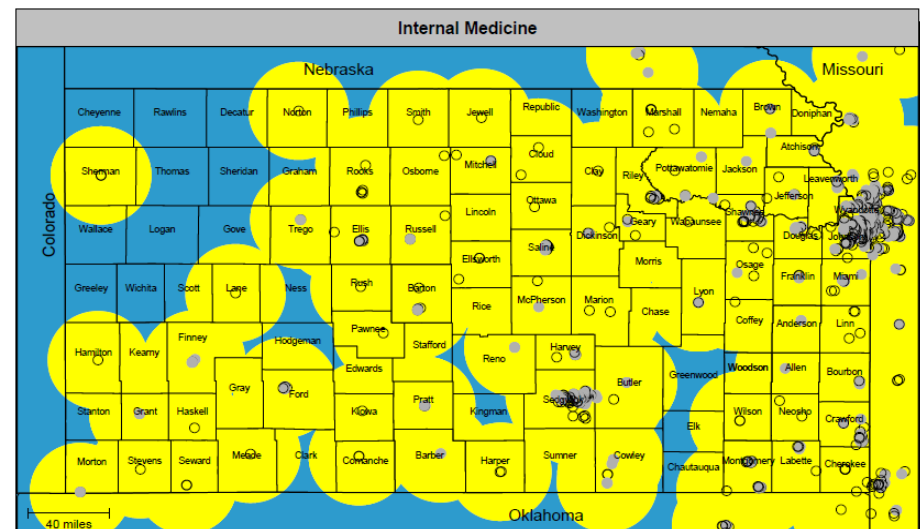 Internal Medicine
Nebraska
Missouri
Cheyenne Rawlins Decatur Norton Phillips Smith Jewell Republic Washington Marshall Nemaha Brown Doniphan
Atchison
Sherman Thomas Sheridan Graham Rooks Osborne Mitchell Cloud Clay Riley Pottawatomie Jackson Jefferson Leavenworth
Wyandotte
Wallace Logan Gove Trego Ellis Russell Lincoln Ottawa Saline Dickinson Geary Wabaunsee Shawnee Douglas Johnson
Colorado
Ellsworth Morris Osage Franklin Miami
Greeley Wichita Scott Lane Ness Rush Barton Rice McPherson Marion Chase Lyon Coffey Anderson Linn
Hamilton Kearny Finney Hodgeman Pawnee Stafford Reno Harvey Butler Greenwood Woodson Allen Bourbon
Gray Ford Edwards Pratt Kingman Sedgwick
Stanton Grant Haskell Kiowa Elk Wilson Neosho Crawford
Morton Stevens Seward Meade Clark Comanche Barber Harper Sumner Cowley Chautauqua Montgomery Labette Cherokee
40 miles
Oklahoma